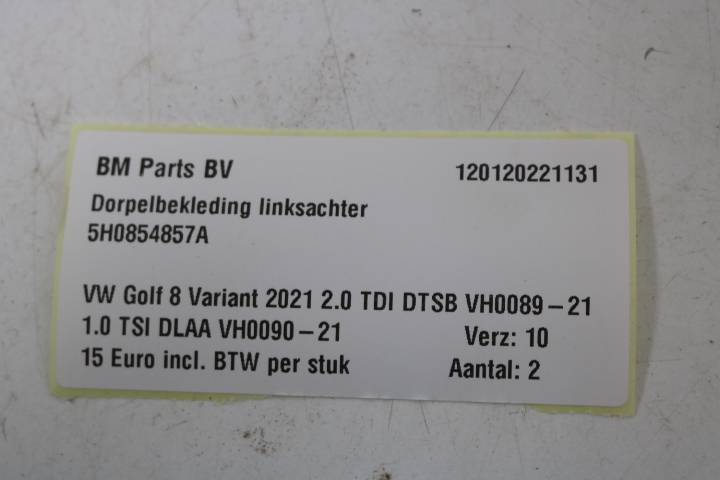 BM Parts BV 120120221131
Dorpelbekleding linksachter
5H0854857A
VW Golf 8 Variant 2021 2.0 TDI DTSB VH0089-21
1.0 TSI DLAA VH0090-21 Verz: 10
15 Euro incl. BTW per stuk Aantal: 2